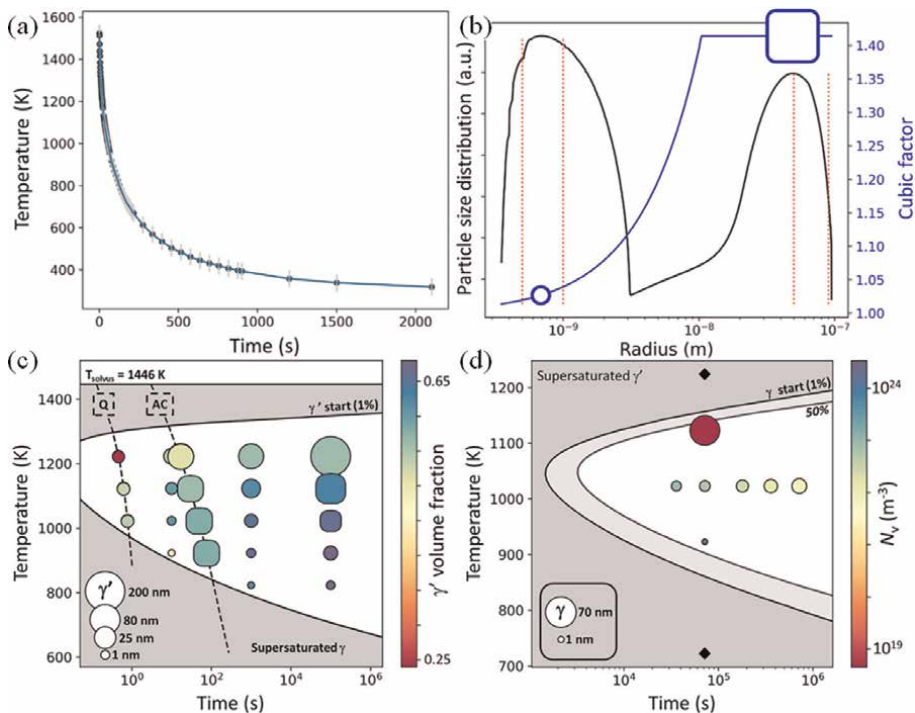 (a)
1600
1400
1200
1000
800
600
400
Temperature (K)
0
500
1000
1500
2000
Time (s)
(b)
Particle size distribution (a.u.)
1.40
1.35
1.30
1.25
1.20
1.15
1.10
1.05
1.00
Cubic factor
10⁻⁹
10⁻⁸
10⁻⁷
Radius (m)
(c)
T_solvus = 1446 K
Q
AC
γ' start (1%)
1400
1200
1000
800
600
Temperature (K)
γ'
200 nm
80 nm
25 nm
1 nm
Supersaturated γ
10⁰
10²
10⁴
10⁶
Time (s)
0.65
0.25
γ' volume fraction
(d)
Supersaturated γ'
γ start (1%)
50%
1200
1100
1000
900
800
700
Temperature (K)
γ
70 nm
1 nm
10⁴
10⁵
10⁶
Time (s)
10²⁴
10¹⁹
N_v (m⁻³)